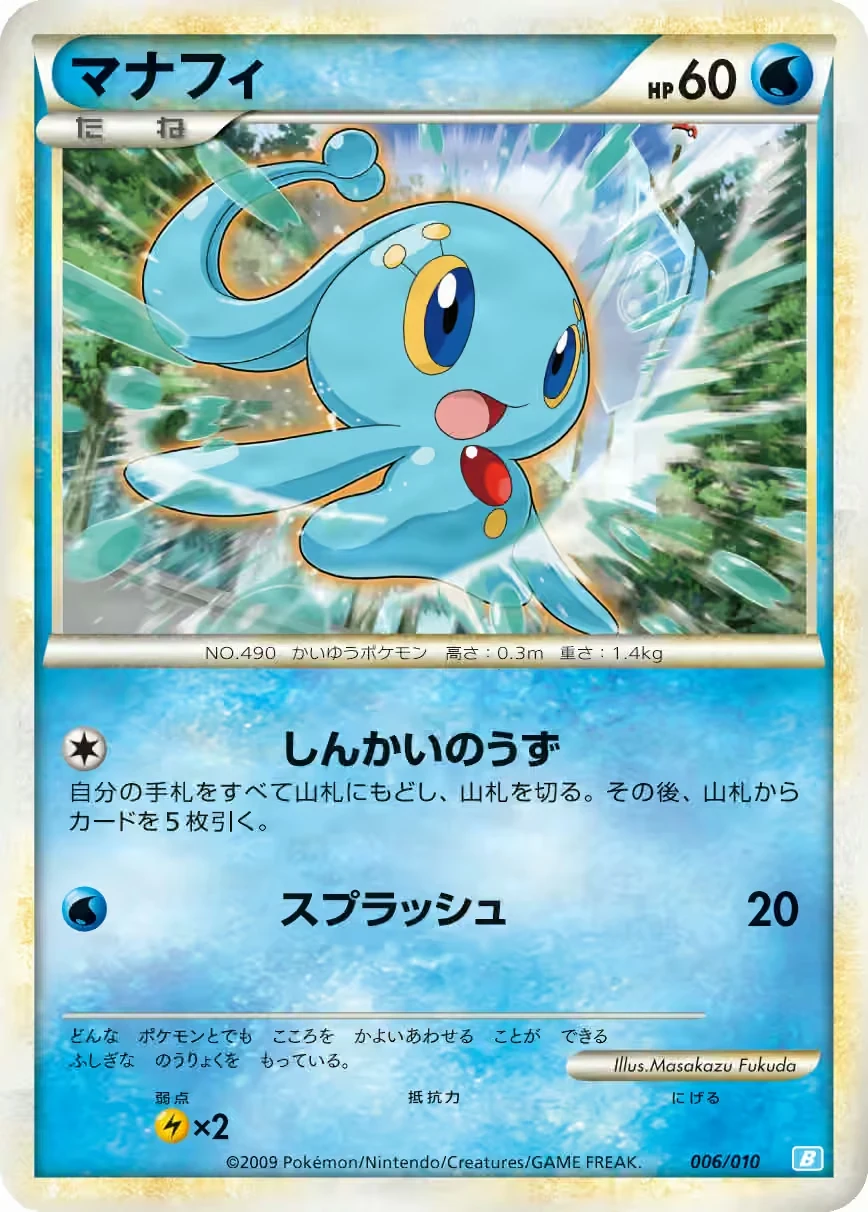 マナフィ
HP60
たね
NO.490 かいゆうポケモン 高さ：0.3m 重さ：1.4kg
しんかいのうず
自分の手札をすべて山札にもどし、山札を切る。その後、山札から
カードを5枚引く。
スプラッシュ 20
どんな ポケモンとでも こころを かよいあわせる ことが できる
ふしぎな のうりょくを もっている。
Illus.Masakazu Fukuda
弱点 抵抗力 にげる
×2
©2009 Pokémon/Nintendo/Creatures/GAME FREAK. 006/010 B